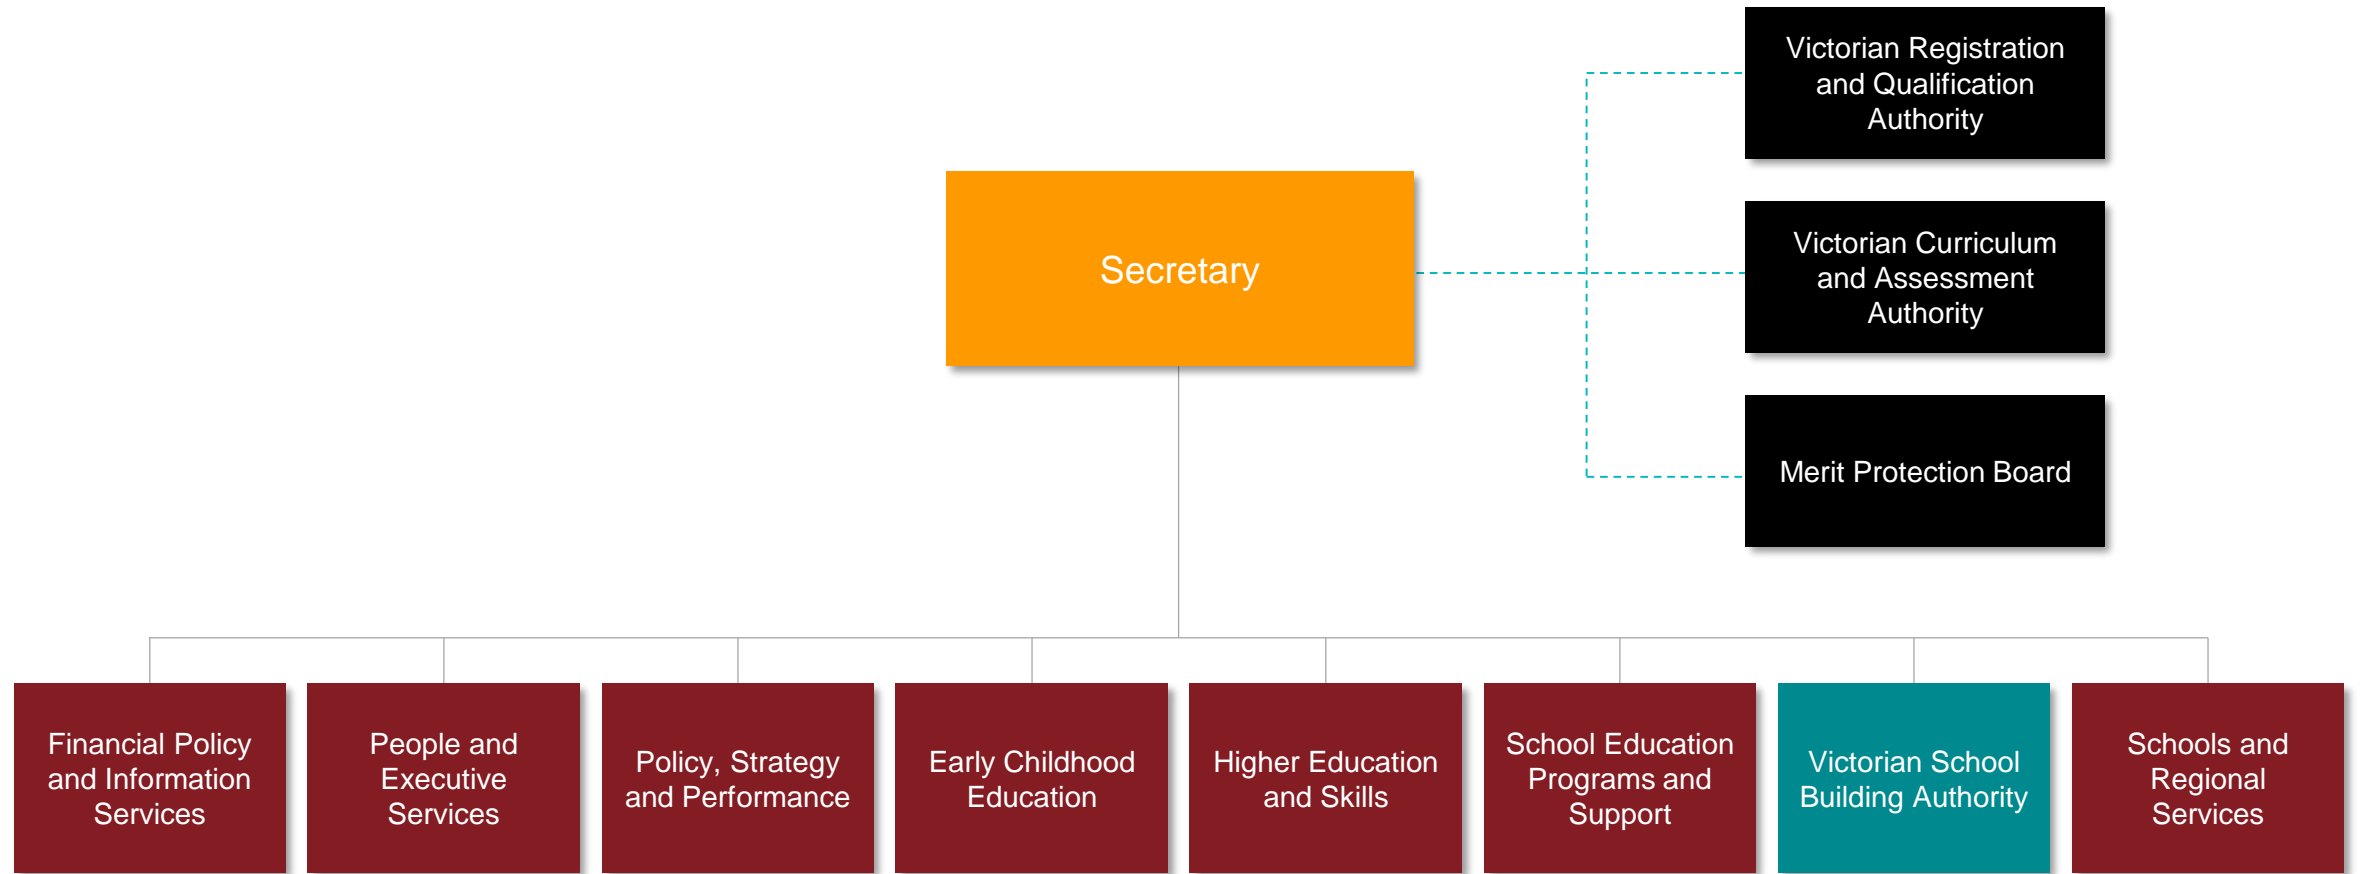 Victorian Registration
and Qualification
Authority
Secretary
Victorian Curriculum
and Assessment
Authority
Merit Protection Board
Financial Policy
and Information
Services
People and
Executive
Services
Policy, Strategy
and Performance
Early Childhood
Education
Higher Education
and Skills
School Education
Programs and
Support
Victorian School
Building Authority
Schools and
Regional
Services